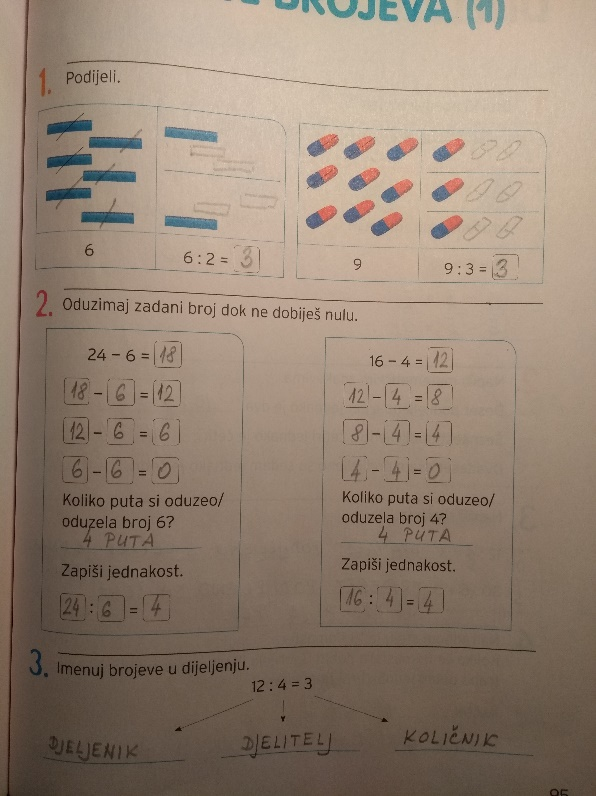 BROJEVA (1)
1. Podijeli.
6
6 : 2 = 3
9
9 : 3 = 3
2. Oduzimaj zadani broj dok ne dobiješ nulu.
24 – 6 = 18
18 – 6 = 12
12 – 6 = 6
6 – 6 = 0
Koliko puta si oduzeo/
oduzela broj 6?
4 PUTA
Zapiši jednakost.
24 : 6 = 4
16 – 4 = 12
12 – 4 = 8
8 – 4 = 4
4 – 4 = 0
Koliko puta si oduzeo/
oduzela broj 4?
4 PUTA
Zapiši jednakost.
16 : 4 = 4
3. Imenuj brojeve u dijeljenju.
12 : 4 = 3
DJELJENIK DJELITELJ KOLIČNIK